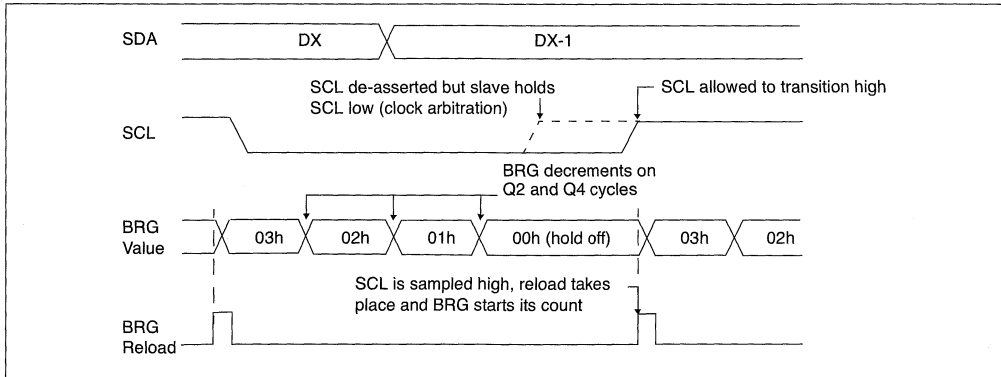 SDA
DX
DX-1
SCL de-asserted but slave holds
SCL low (clock arbitration)
SCL allowed to transition high
SCL
BRG decrements on
Q2 and Q4 cycles
BRG
Value
03h
02h
01h
00h (hold off)
03h
02h
SCL is sampled high, reload takes
place and BRG starts its count
BRG
Reload